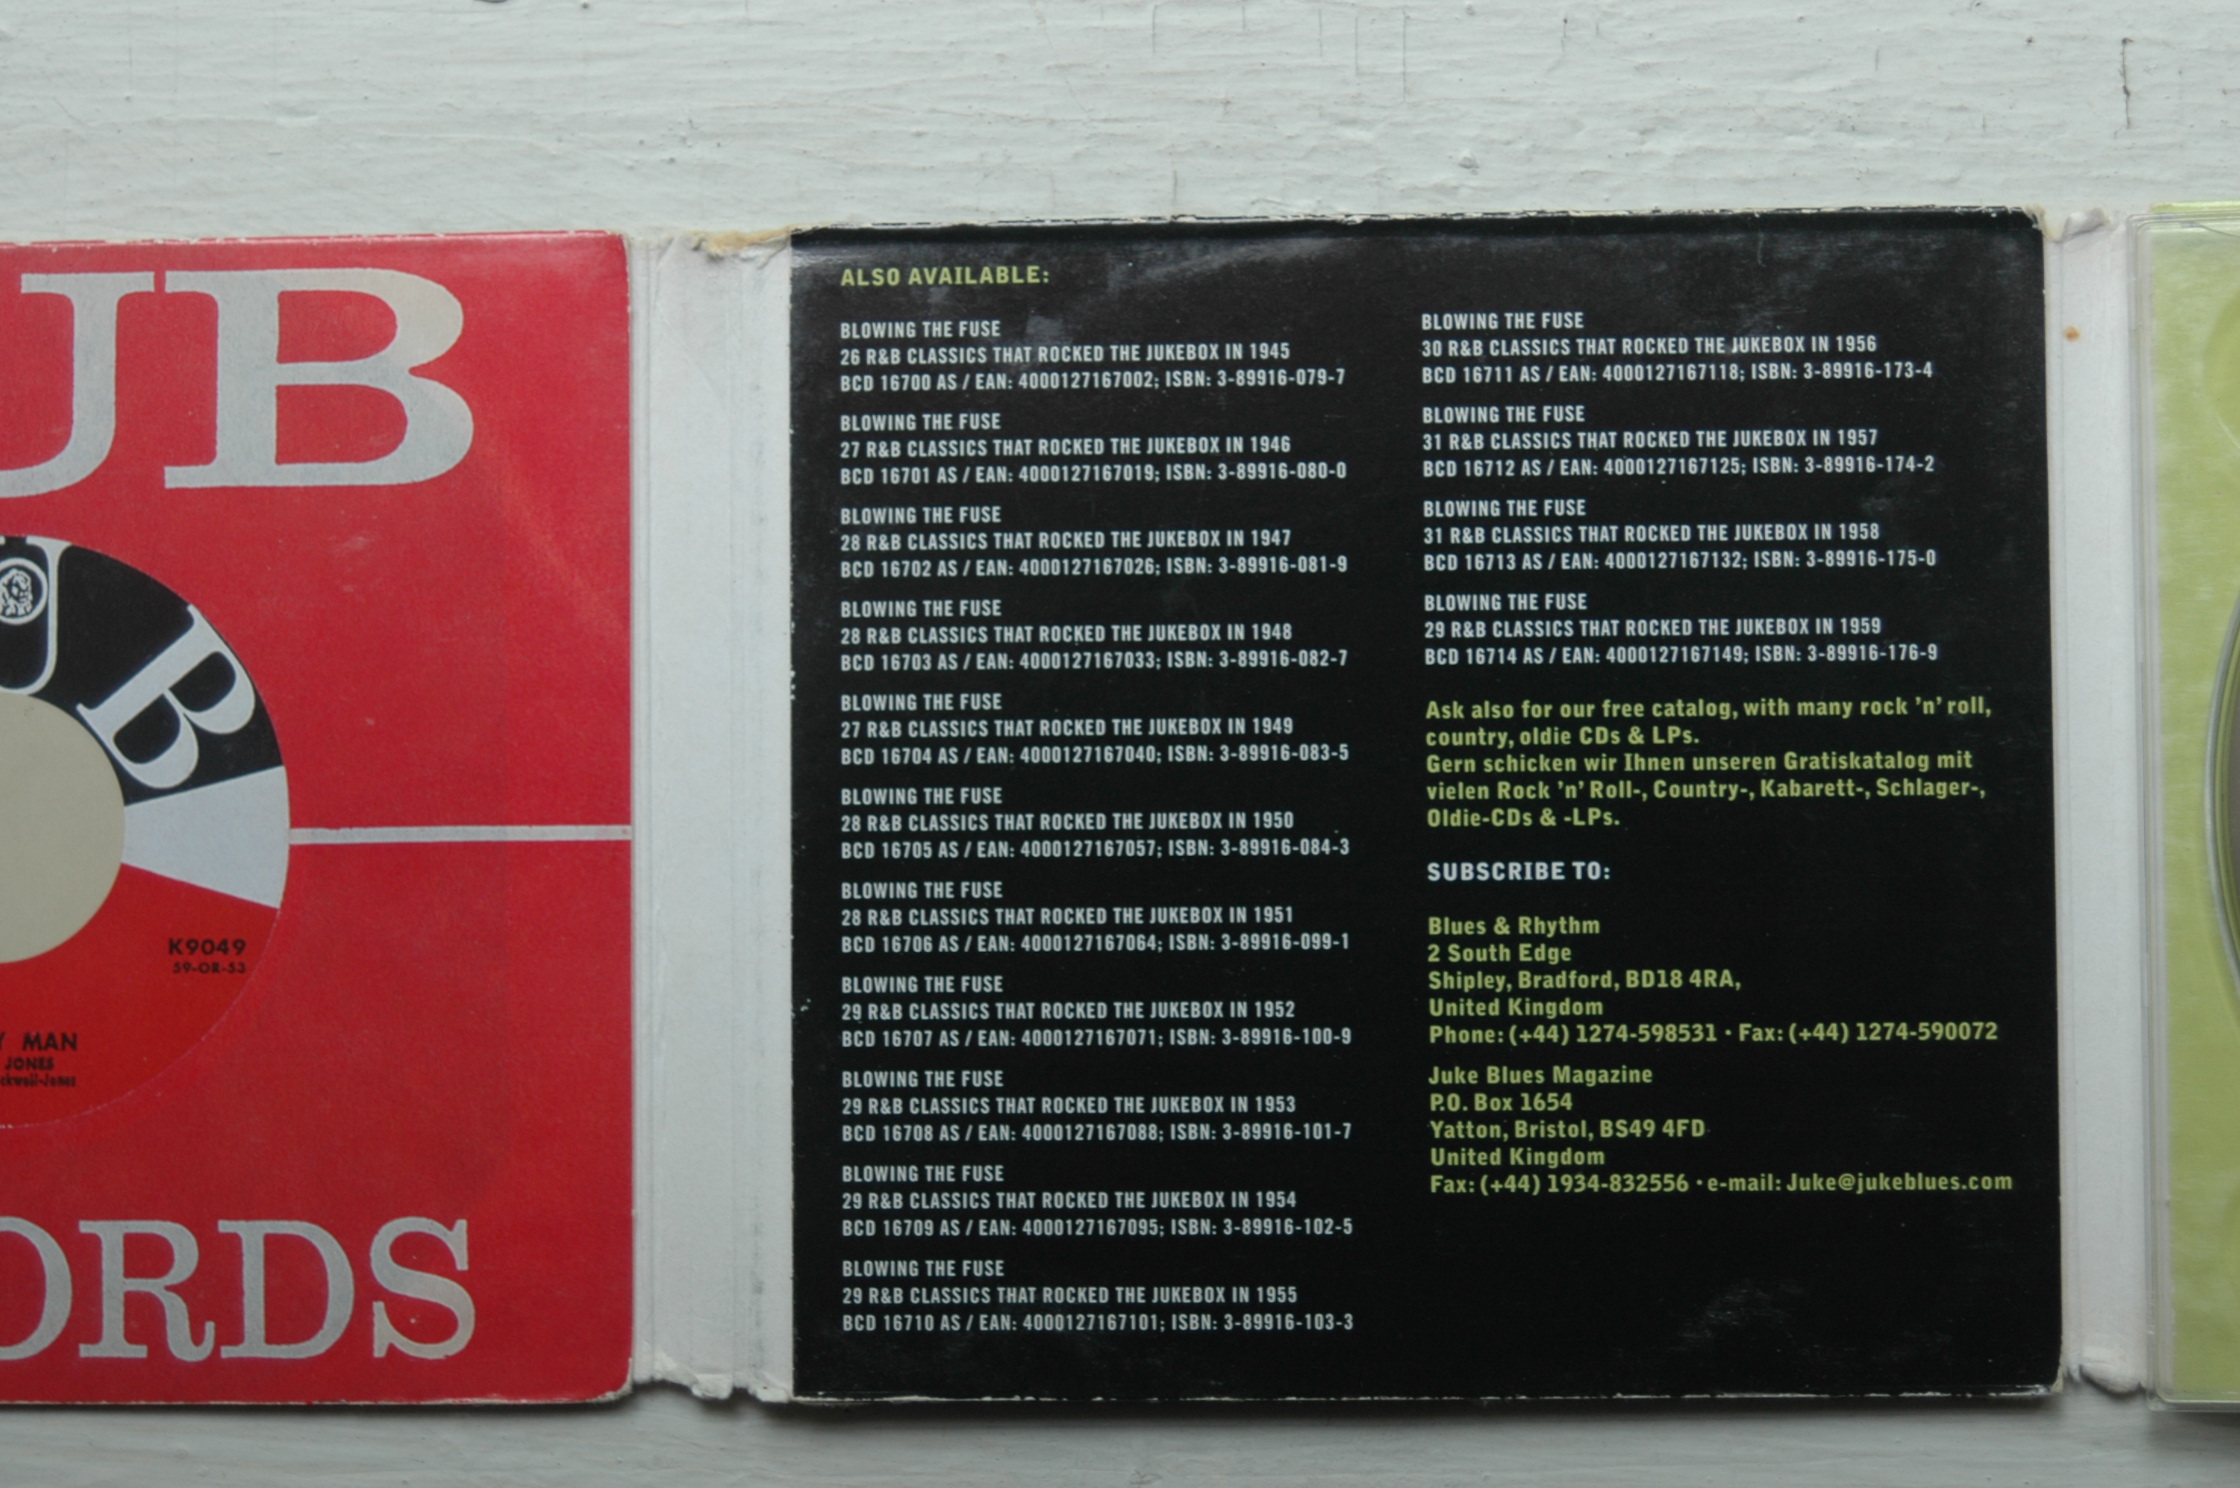 UB
UB
K9049
59-OR-53
MAN
JONES
ORDS
ALSO AVAILABLE:
BLOWING THE FUSE
26 R&B CLASSICS THAT ROCKED THE JUKEBOX IN 1945
BCD 16700 AS / EAN: 4000127167002; ISBN: 3-89916-079-7
BLOWING THE FUSE
27 R&B CLASSICS THAT ROCKED THE JUKEBOX IN 1946
BCD 16701 AS / EAN: 4000127167019; ISBN: 3-89916-080-0
BLOWING THE FUSE
28 R&B CLASSICS THAT ROCKED THE JUKEBOX IN 1947
BCD 16702 AS / EAN: 4000127167026; ISBN: 3-89916-081-9
BLOWING THE FUSE
28 R&B CLASSICS THAT ROCKED THE JUKEBOX IN 1948
BCD 16703 AS / EAN: 4000127167033; ISBN: 3-89916-082-7
BLOWING THE FUSE
27 R&B CLASSICS THAT ROCKED THE JUKEBOX IN 1949
BCD 16704 AS / EAN: 4000127167040; ISBN: 3-89916-083-5
BLOWING THE FUSE
28 R&B CLASSICS THAT ROCKED THE JUKEBOX IN 1950
BCD 16705 AS / EAN: 4000127167057; ISBN: 3-89916-084-3
BLOWING THE FUSE
28 R&B CLASSICS THAT ROCKED THE JUKEBOX IN 1951
BCD 16706 AS / EAN: 4000127167064; ISBN: 3-89916-099-1
BLOWING THE FUSE
29 R&B CLASSICS THAT ROCKED THE JUKEBOX IN 1952
BCD 16707 AS / EAN: 4000127167071; ISBN: 3-89916-100-9
BLOWING THE FUSE
29 R&B CLASSICS THAT ROCKED THE JUKEBOX IN 1953
BCD 16708 AS / EAN: 4000127167088; ISBN: 3-89916-101-7
BLOWING THE FUSE
29 R&B CLASSICS THAT ROCKED THE JUKEBOX IN 1954
BCD 16709 AS / EAN: 4000127167095; ISBN: 3-89916-102-5
BLOWING THE FUSE
29 R&B CLASSICS THAT ROCKED THE JUKEBOX IN 1955
BCD 16710 AS / EAN: 4000127167101; ISBN: 3-89916-103-3
BLOWING THE FUSE
30 R&B CLASSICS THAT ROCKED THE JUKEBOX IN 1956
BCD 16711 AS / EAN: 4000127167118; ISBN: 3-89916-173-4
BLOWING THE FUSE
31 R&B CLASSICS THAT ROCKED THE JUKEBOX IN 1957
BCD 16712 AS / EAN: 4000127167125; ISBN: 3-89916-174-2
BLOWING THE FUSE
31 R&B CLASSICS THAT ROCKED THE JUKEBOX IN 1958
BCD 16713 AS / EAN: 4000127167132; ISBN: 3-89916-175-0
BLOWING THE FUSE
29 R&B CLASSICS THAT ROCKED THE JUKEBOX IN 1959
BCD 16714 AS / EAN: 4000127167149; ISBN: 3-89916-176-9
Ask also for our free catalog, with many rock ’n’ roll,
country, oldie CDs & LPs.
Gern schicken wir Ihnen unseren Gratiskatalog mit
vielen Rock ’n’ Roll-, Country-, Kabarett-, Schlager-,
Oldie-CDs & -LPs.
SUBSCRIBE TO:
Blues & Rhythm
2 South Edge
Shipley, Bradford, BD18 4RA,
United Kingdom
Phone: (+44) 1274-598531 · Fax: (+44) 1274-590072
Juke Blues Magazine
P.O. Box 1654
Yatton, Bristol, BS49 4FD
United Kingdom
Fax: (+44) 1934-832556 · e-mail: Juke@jukeblues.com